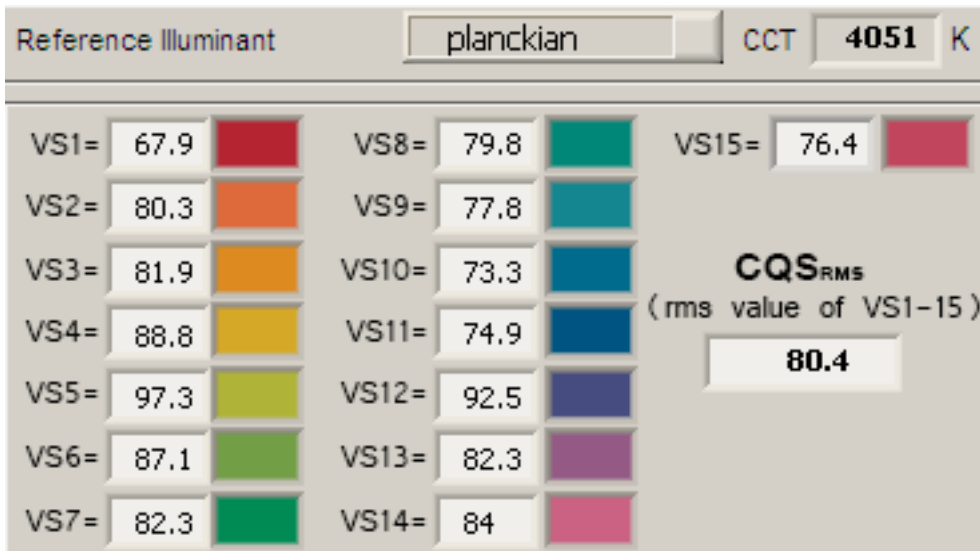 Reference Illuminant planckian CCT 4051 K
VS1= 67.9 VS8= 79.8 VS15= 76.4
VS2= 80.3 VS9= 77.8
VS3= 81.9 VS10= 73.3 CQSRMS
(rms value of VS1-15)
VS4= 88.8 VS11= 74.9
80.4
VS5= 97.3 VS12= 92.5
VS6= 87.1 VS13= 82.3
VS7= 82.3 VS14= 84